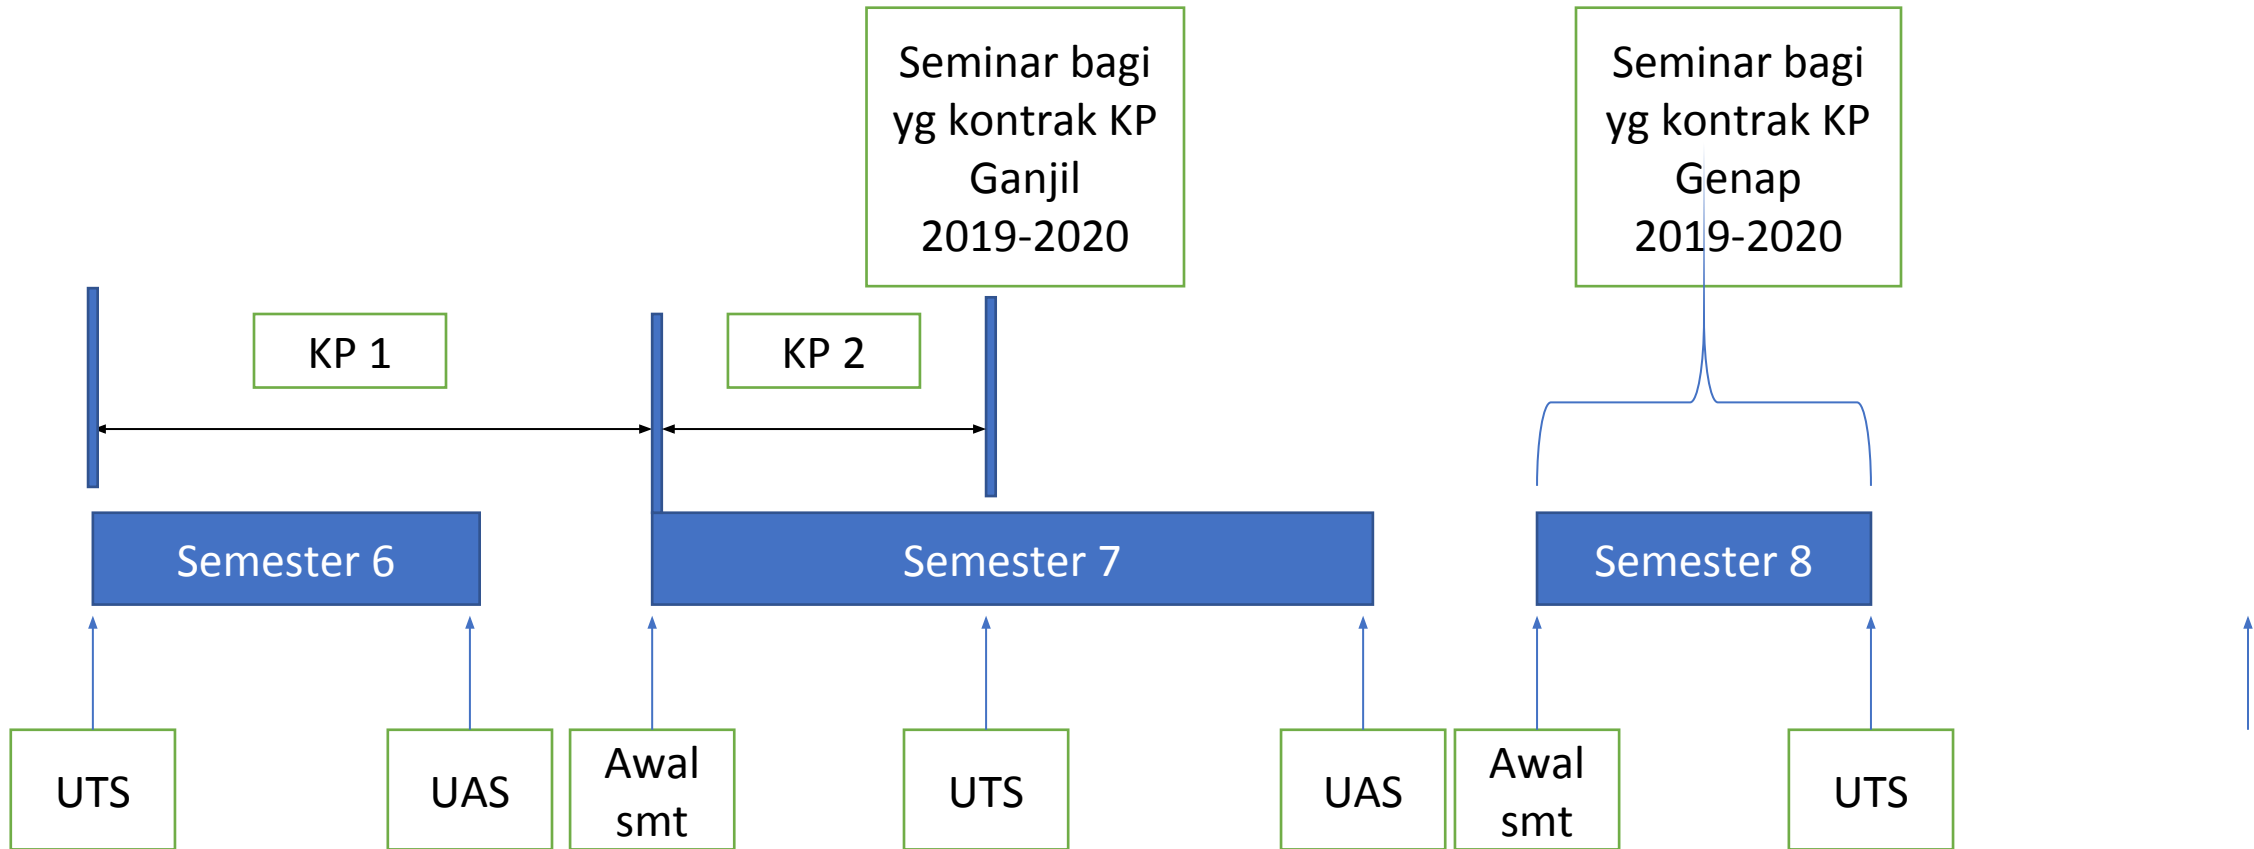 Seminar bagi
yg kontrak KP
Ganjil
2019-2020
Seminar bagi
yg kontrak KP
Genap
2019-2020
KP 1
KP 2
Semester 6
Semester 7
Semester 8
UTS
UAS
Awal
smt
UTS
UAS
Awal
smt
UTS